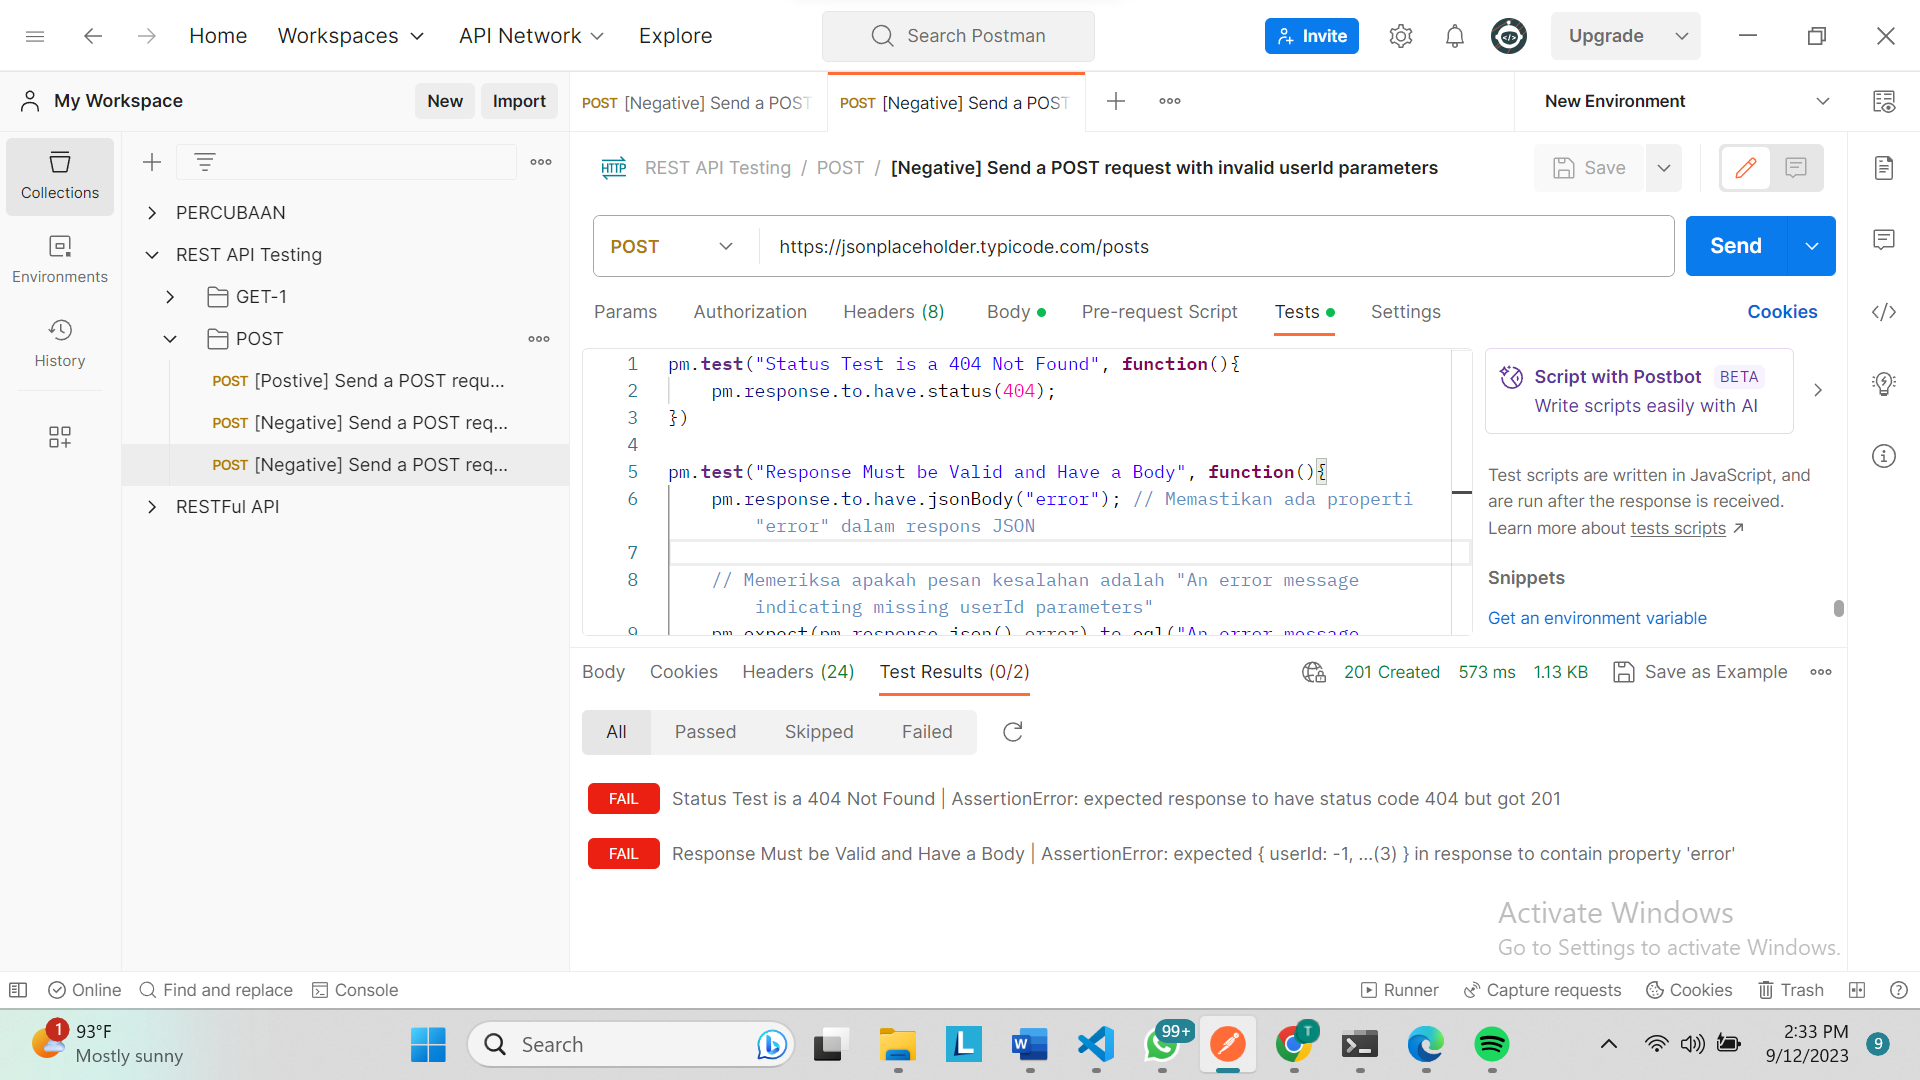 Home
Workspaces
API Network
Explore
Search Postman
Invite
Upgrade
My Workspace
New
Import
POST [Negative] Send a POST
POST [Negative] Send a POST
New Environment
Collections
Environments
History
PERCUBAAN
REST API Testing
GET-1
POST
POST [Postive] Send a POST requ...
POST [Negative] Send a POST req...
POST [Negative] Send a POST req...
RESTFul API
HTTP REST API Testing / POST / [Negative] Send a POST request with invalid userId parameters
Save
POST
https://jsonplaceholder.typicode.com/posts
Send
Params
Authorization
Headers (8)
Body
Pre-request Script
Tests
Settings
Cookies
1 pm.test("Status Test is a 404 Not Found", function(){
2 pm.response.to.have.status(404);
3 })
4
5 pm.test("Response Must be Valid and Have a Body", function(){
6 pm.response.to.have.jsonBody("error"); // Memastikan ada properti
"error" dalam respons JSON
7
8 // Memeriksa apakah pesan kesalahan adalah "An error message
indicating missing userId parameters"
9 pm.expect(pm.response.json().error).to.eql("An error message
Script with Postbot BETA
Write scripts easily with AI
Test scripts are written in JavaScript, and
are run after the response is received.
Learn more about tests scripts
Snippets
Get an environment variable
Body
Cookies
Headers (24)
Test Results (0/2)
201 Created
573 ms
1.13 KB
Save as Example
All
Passed
Skipped
Failed
FAIL Status Test is a 404 Not Found | AssertionError: expected response to have status code 404 but got 201
FAIL Response Must be Valid and Have a Body | AssertionError: expected { userId: -1, …(3) } in response to contain property 'error'
Activate Windows
Go to Settings to activate Windows.
Online
Find and replace
Console
Runner
Capture requests
Cookies
Trash
1
93°F
Mostly sunny
Search
L
W
99+
T
2:33 PM
9/12/2023
9